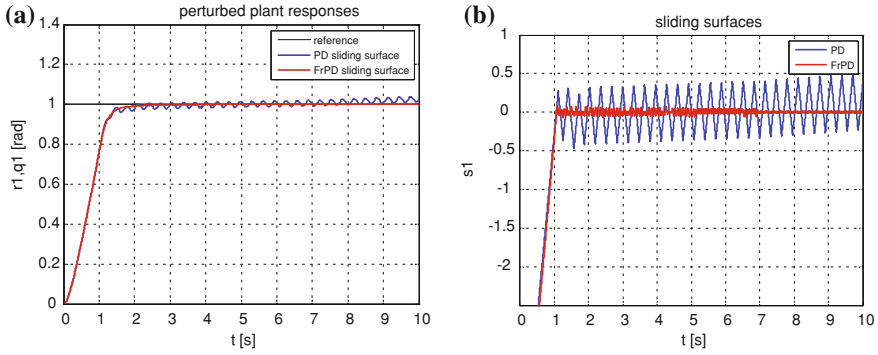 (a)
perturbed plant responses
1.4
1.2
1
0.8
0.6
0.4
0.2
0
r1,q1 [rad]
reference
PD sliding surface
FrPD sliding surface
0 1 2 3 4 5 6 7 8 9 10
t [s]
(b)
sliding surfaces
1
0.5
0
-0.5
-1
-1.5
-2
s1
PD
FrPD
0 1 2 3 4 5 6 7 8 9 10
t [s]